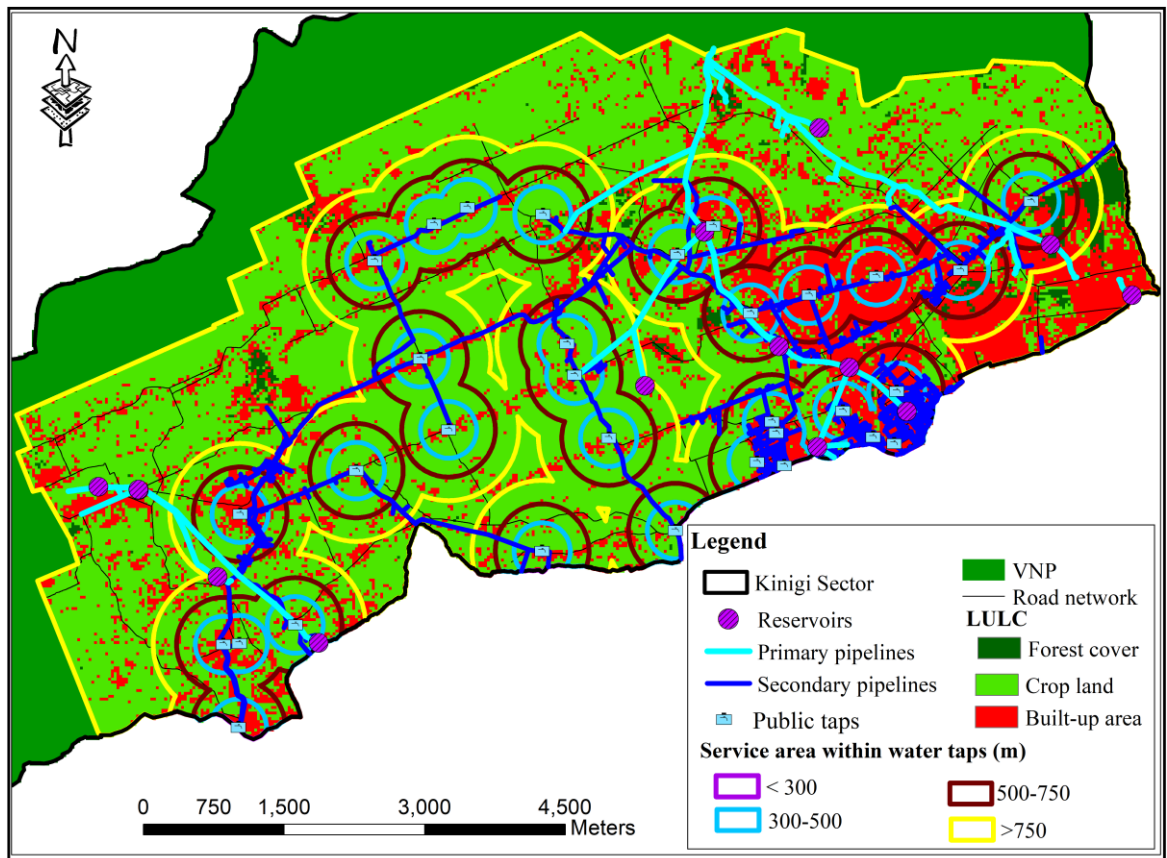 N
Legend
Kinigi Sector
Reservoirs
Primary pipelines
Secondary pipelines
Public taps
VNP
Road network
LULC
Forest cover
Crop land
Built-up area
Service area within water taps (m)
< 300
300-500
500-750
>750
0 750 1,500 3,000 4,500
Meters